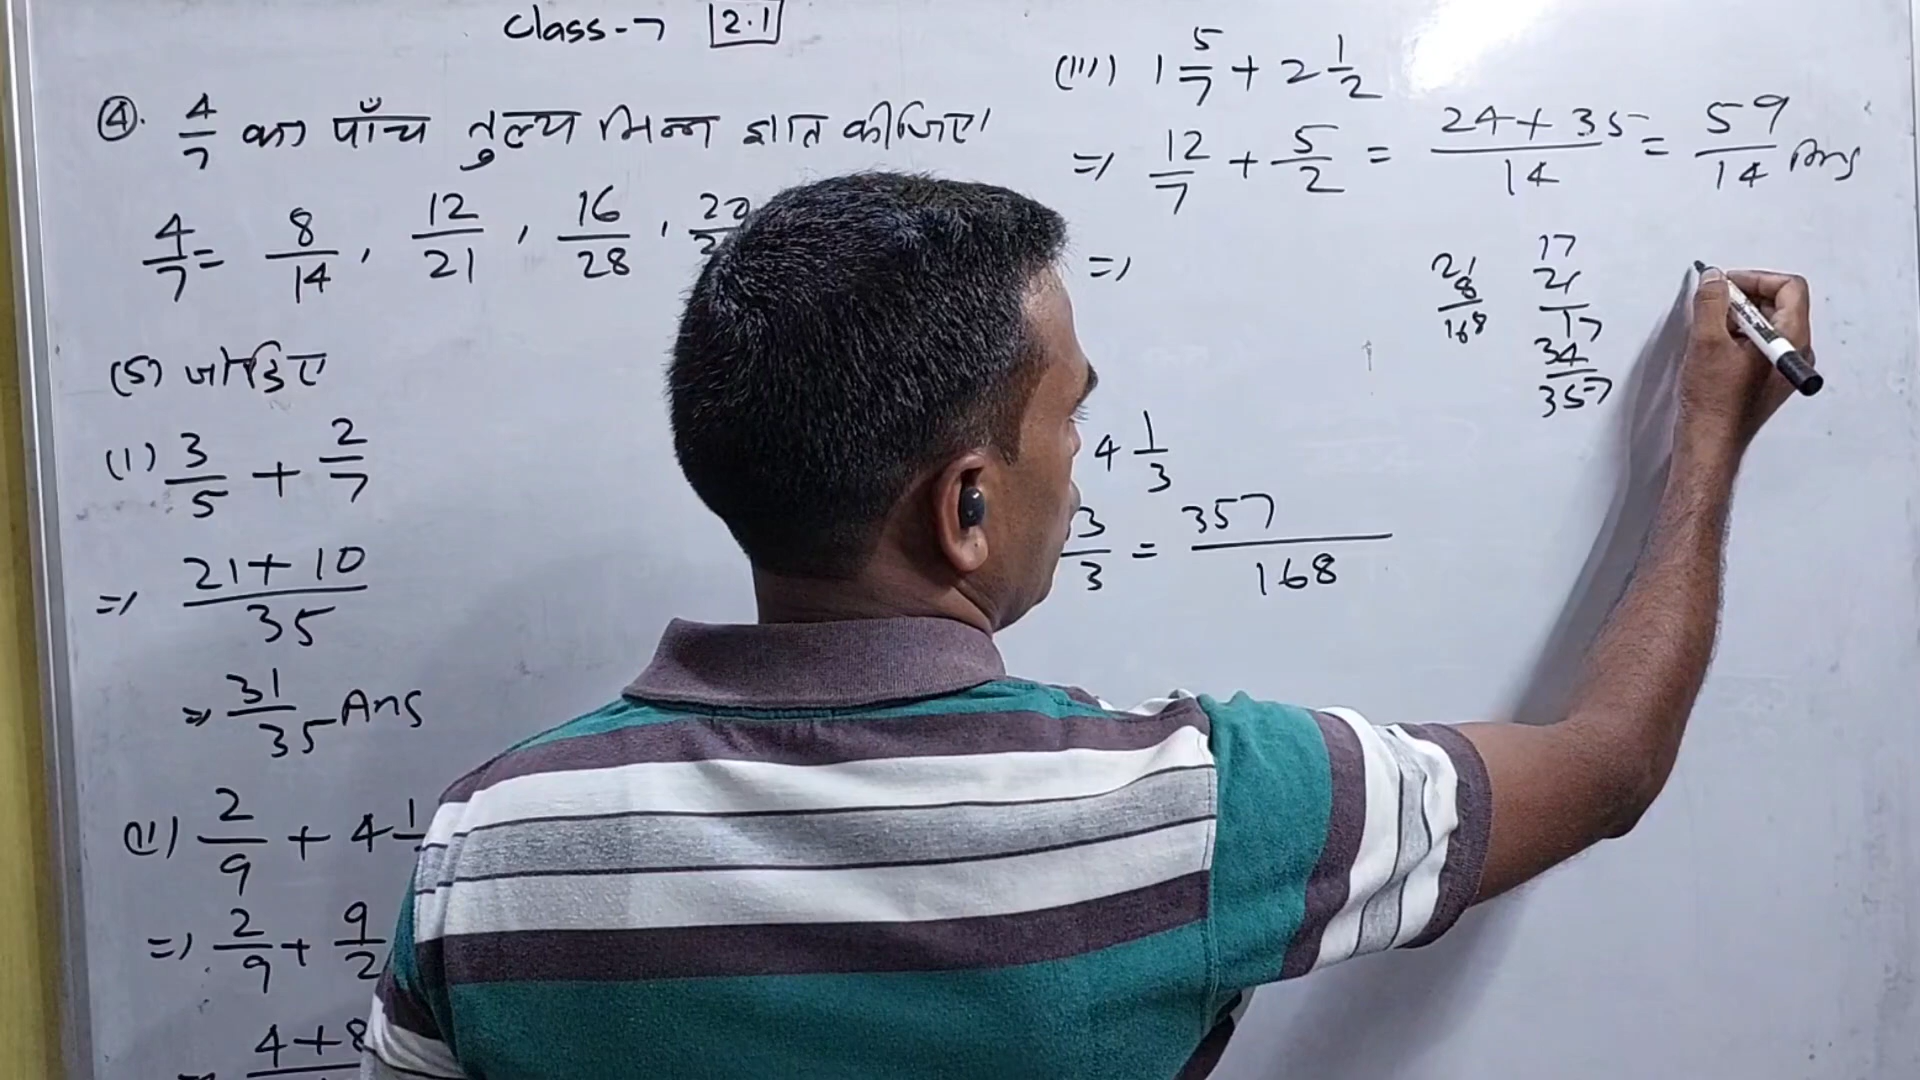 Class-7 2.1
④. 4/7 का पाँच तुल्य भिन्न ज्ञात कीजिए।
4/7 = 8/14, 12/21, 16/28, 20/
(5) जोड़िए
(i) 3/5 + 2/7
=> 21+10/35
=> 31/35 Ans
(ii) 2/9 + 4 1/
=> 2/9 + 9/2
4+8
(iii) 1 5/7 + 2 1/2
=> 12/7 + 5/2 = 24+35/14 = 59/14 Ans
=>
4 1/3
3/3 = 357/168
21
8
168
17
21
17
34
357